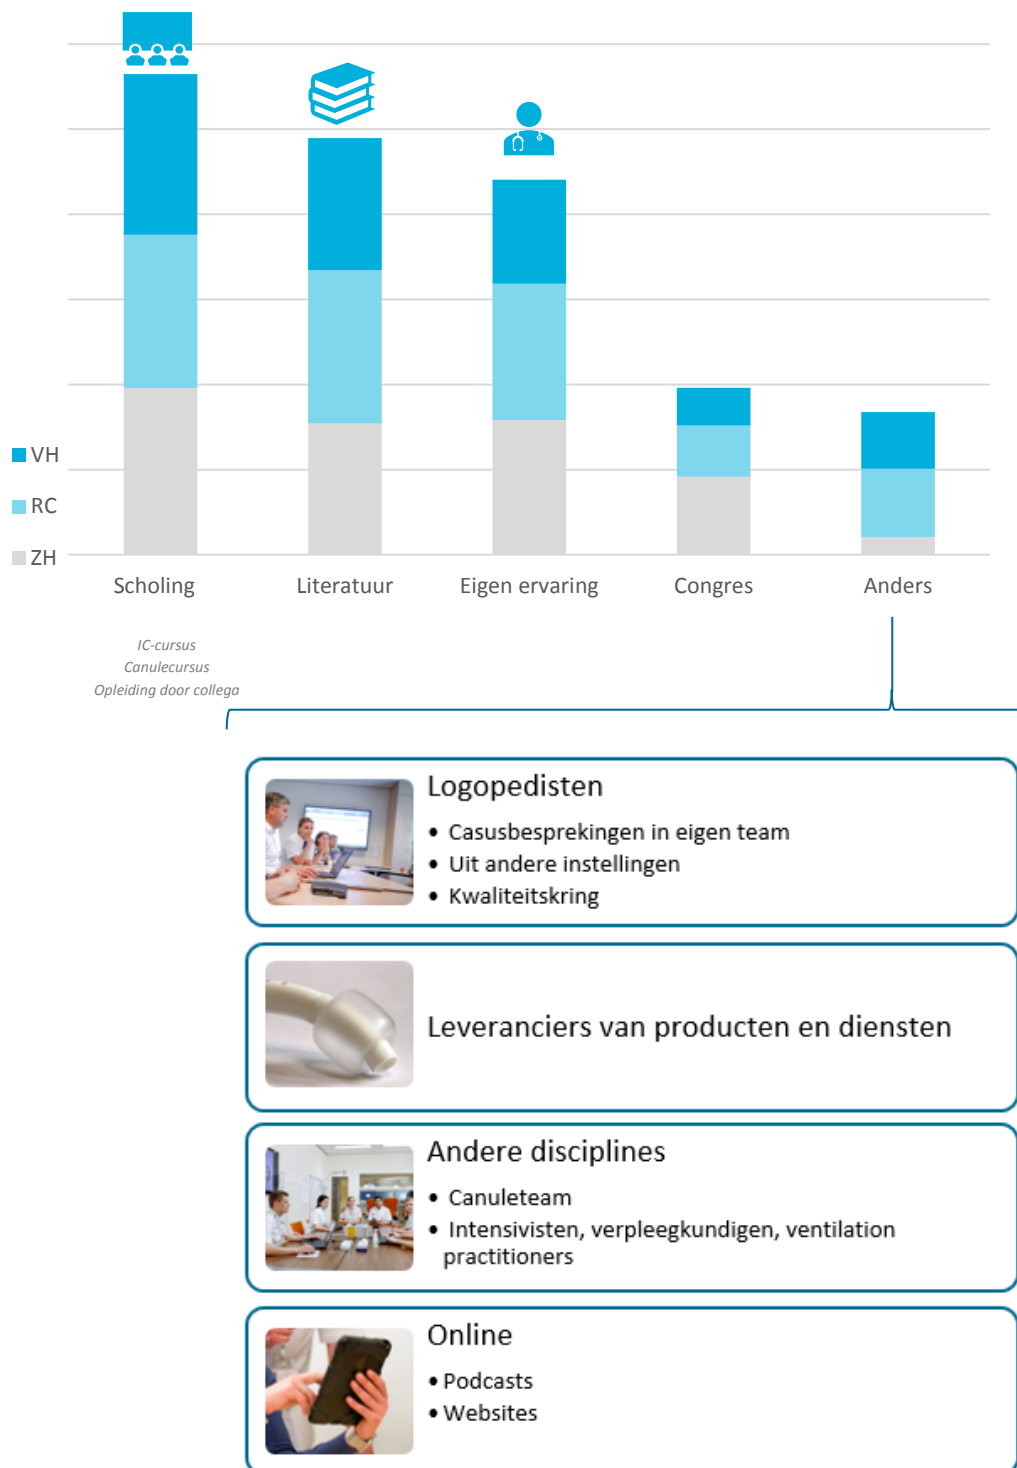 VH
RC
ZH
Scholing
Literatuur
Eigen ervaring
Congres
Anders
IC-cursus
Canulecursus
Opleiding door collega
Logopedisten
• Casusbesprekingen in eigen team
• Uit andere instellingen
• Kwaliteitskring
Leveranciers van producten en diensten
Andere disciplines
• Canuleteam
• Intensivisten, verpleegkundigen, ventilation
practitioners
Online
• Podcasts
• Websites